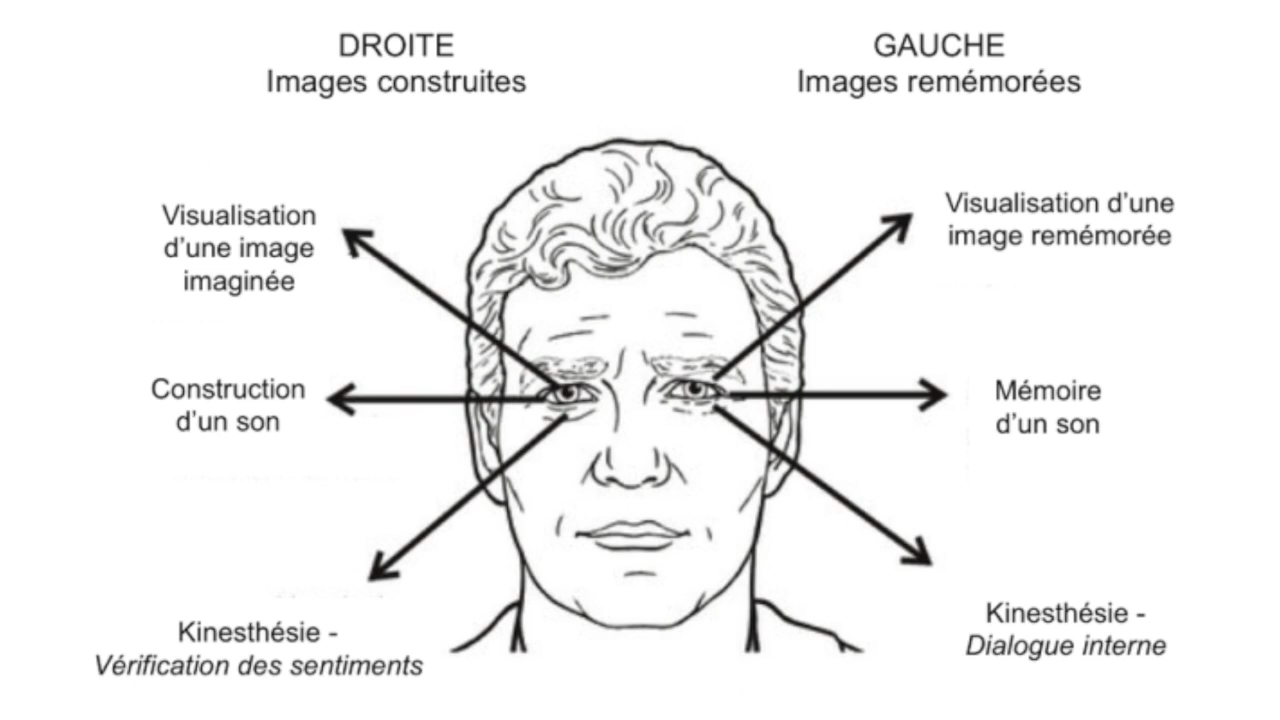 DROITE
Images construites
GAUCHE
Images remémorées
Visualisation
d'une image
imaginée
Visualisation d'une
image remémorée
Construction
d'un son
Mémoire
d'un son
Kinesthésie -
Vérification des sentiments
Kinesthésie -
Dialogue interne